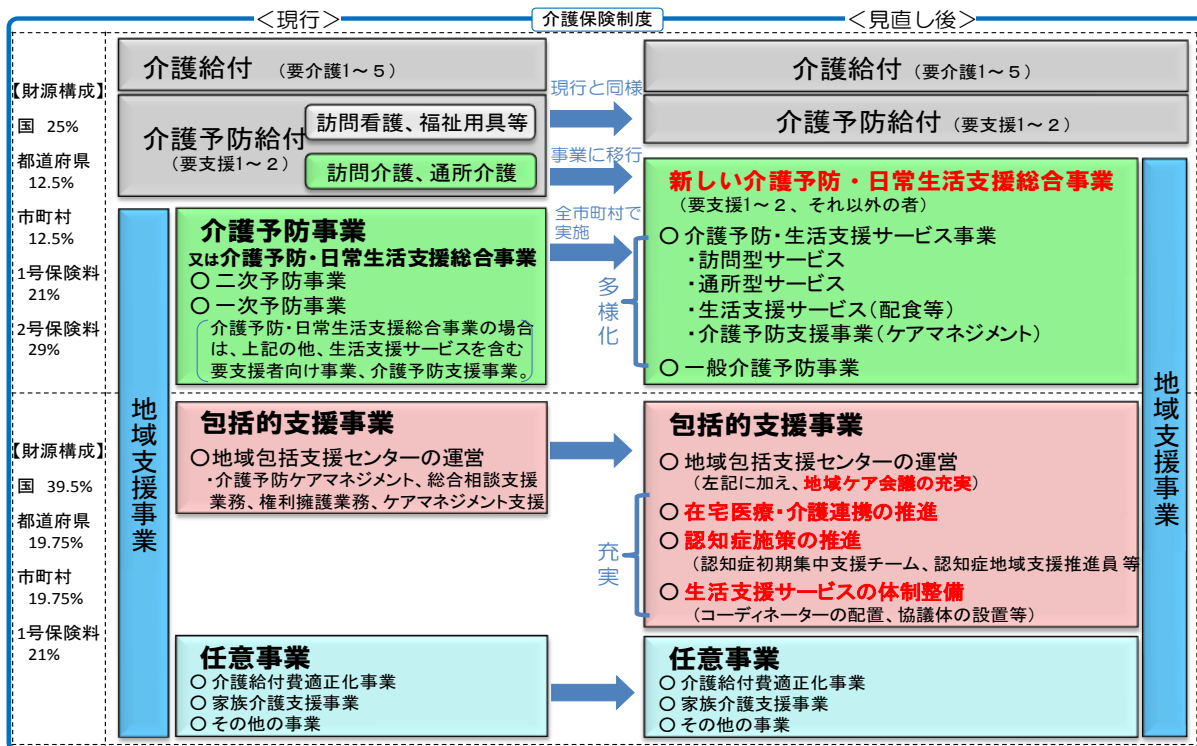 ＜現行＞
介護保険制度
＜見直し後＞
【財源構成】
国 25%
都道府県
12.5%
市町村
12.5%
1号保険料
21%
2号保険料
29%
【財源構成】
国 39.5%
都道府県
19.75%
市町村
19.75%
1号保険料
21%
介護給付 （要介護1～5）
介護予防給付
（要支援1～2）
訪問看護、福祉用具等
訪問介護、通所介護
地域支援事業
介護予防事業
又は介護予防・日常生活支援総合事業
○ 二次予防事業
○ 一次予防事業
介護予防・日常生活支援総合事業の場合
は、上記の他、生活支援サービスを含む
要支援者向け事業、介護予防支援事業。
包括的支援事業
○地域包括支援センターの運営
・介護予防ケアマネジメント、総合相談支援
業務、権利擁護業務、ケアマネジメント支援
任意事業
○ 介護給付費適正化事業
○ 家族介護支援事業
○ その他の事業
現行と同様
事業に移行
全市町村で
実施
多様化
充実
介護給付 （要介護1～5）
介護予防給付 （要支援1～2）
新しい介護予防・日常生活支援総合事業
（要支援1～2、それ以外の者）
○ 介護予防・生活支援サービス事業
・訪問型サービス
・通所型サービス
・生活支援サービス（配食等）
・介護予防支援事業（ケアマネジメント）
○ 一般介護予防事業
包括的支援事業
○ 地域包括支援センターの運営
（左記に加え、地域ケア会議の充実）
○ 在宅医療・介護連携の推進
○ 認知症施策の推進
（認知症初期集中支援チーム、認知症地域支援推進員 等
○ 生活支援サービスの体制整備
（コーディネーターの配置、協議体の設置等）
任意事業
○ 介護給付費適正化事業
○ 家族介護支援事業
○ その他の事業
地域支援事業